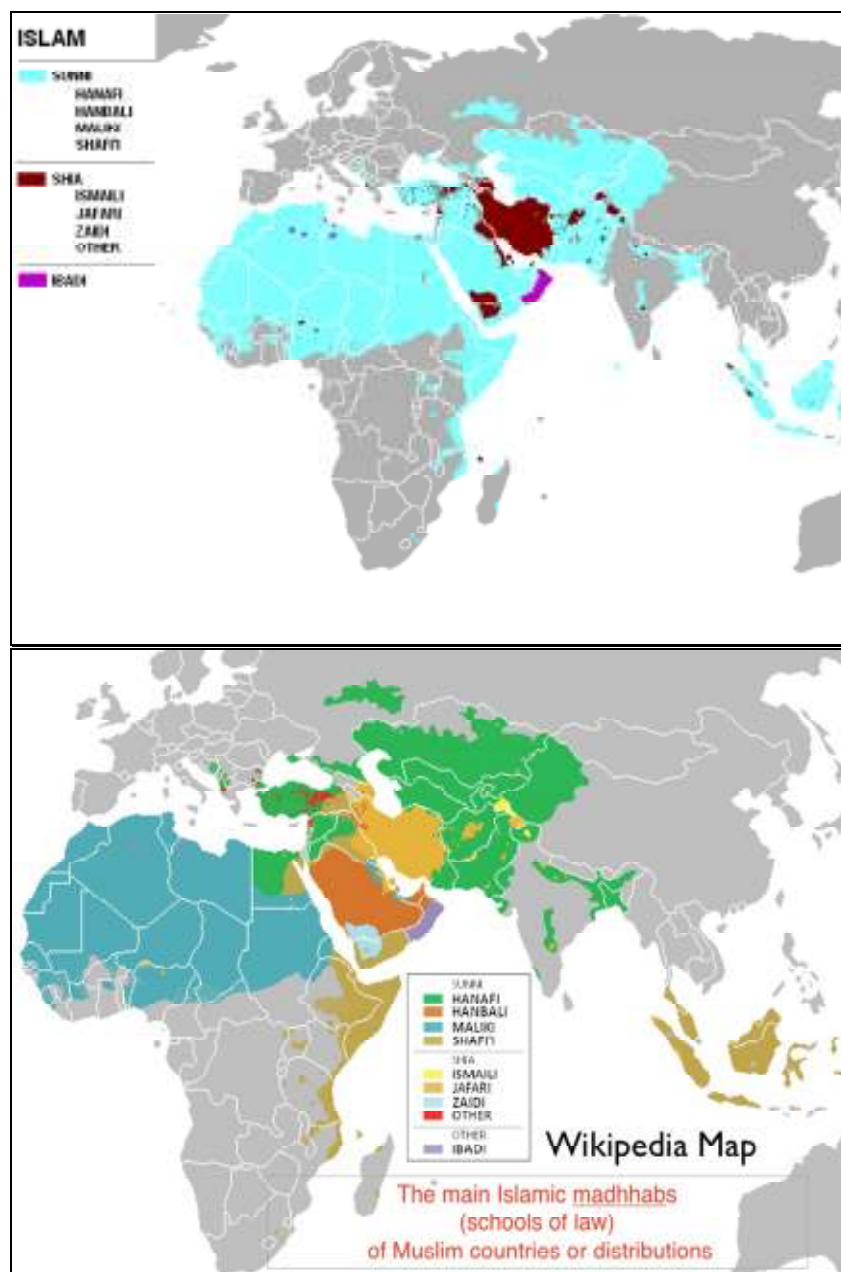 ISLAM
SUNNI
HANAFI
HANBALI
MALIKI
SHAFI'I
SHIA
ISMAILI
JAFARI
ZAIDI
OTHER
IBADI
SUNNI
HANAFI
HANBALI
MALIKI
SHAFI'I
SHIA
ISMAILI
JAFARI
ZAIDI
OTHER
OTHER
IBADI
Wikipedia Map
The main Islamic madhhabs
(schools of law)
of Muslim countries or distributions